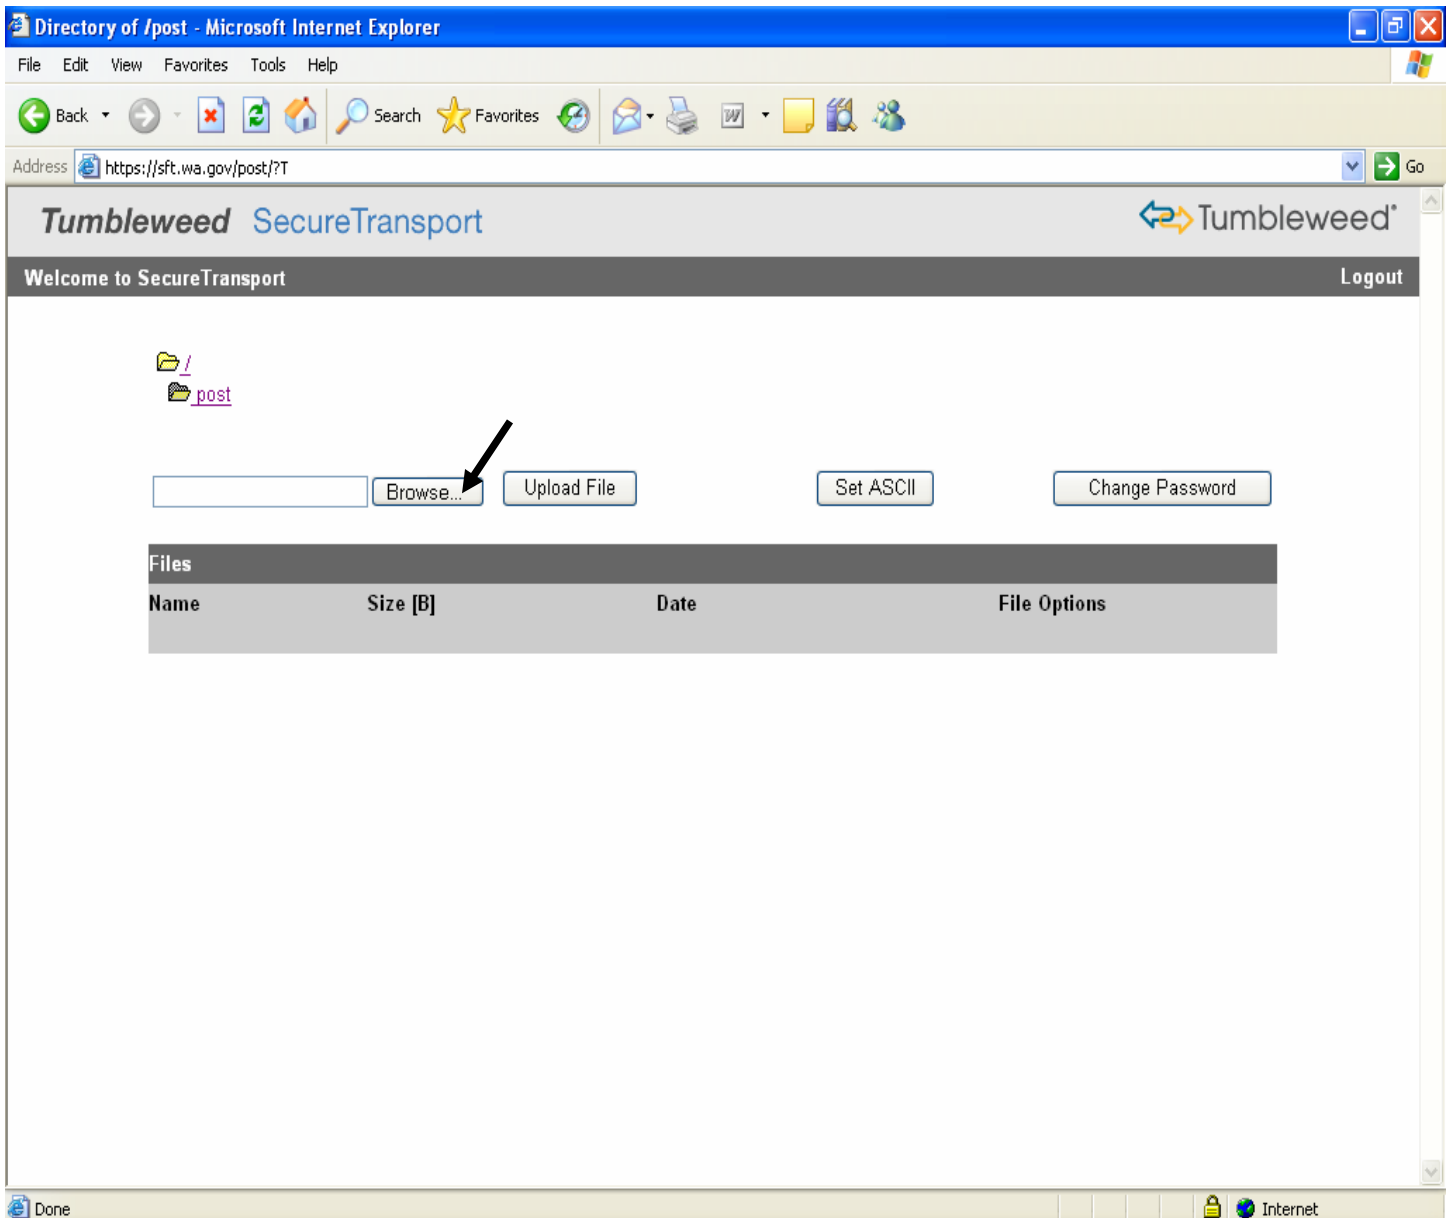 Directory of /post - Microsoft Internet Explorer
File Edit View Favorites Tools Help
Back Search Favorites W
Address https://sft.wa.gov/post/?T Go
Tumbleweed SecureTransport Tumbleweed
Welcome to SecureTransport Logout
/
post
Browse... Upload File Set ASCII Change Password
Files
Name Size [B] Date File Options
Done Internet